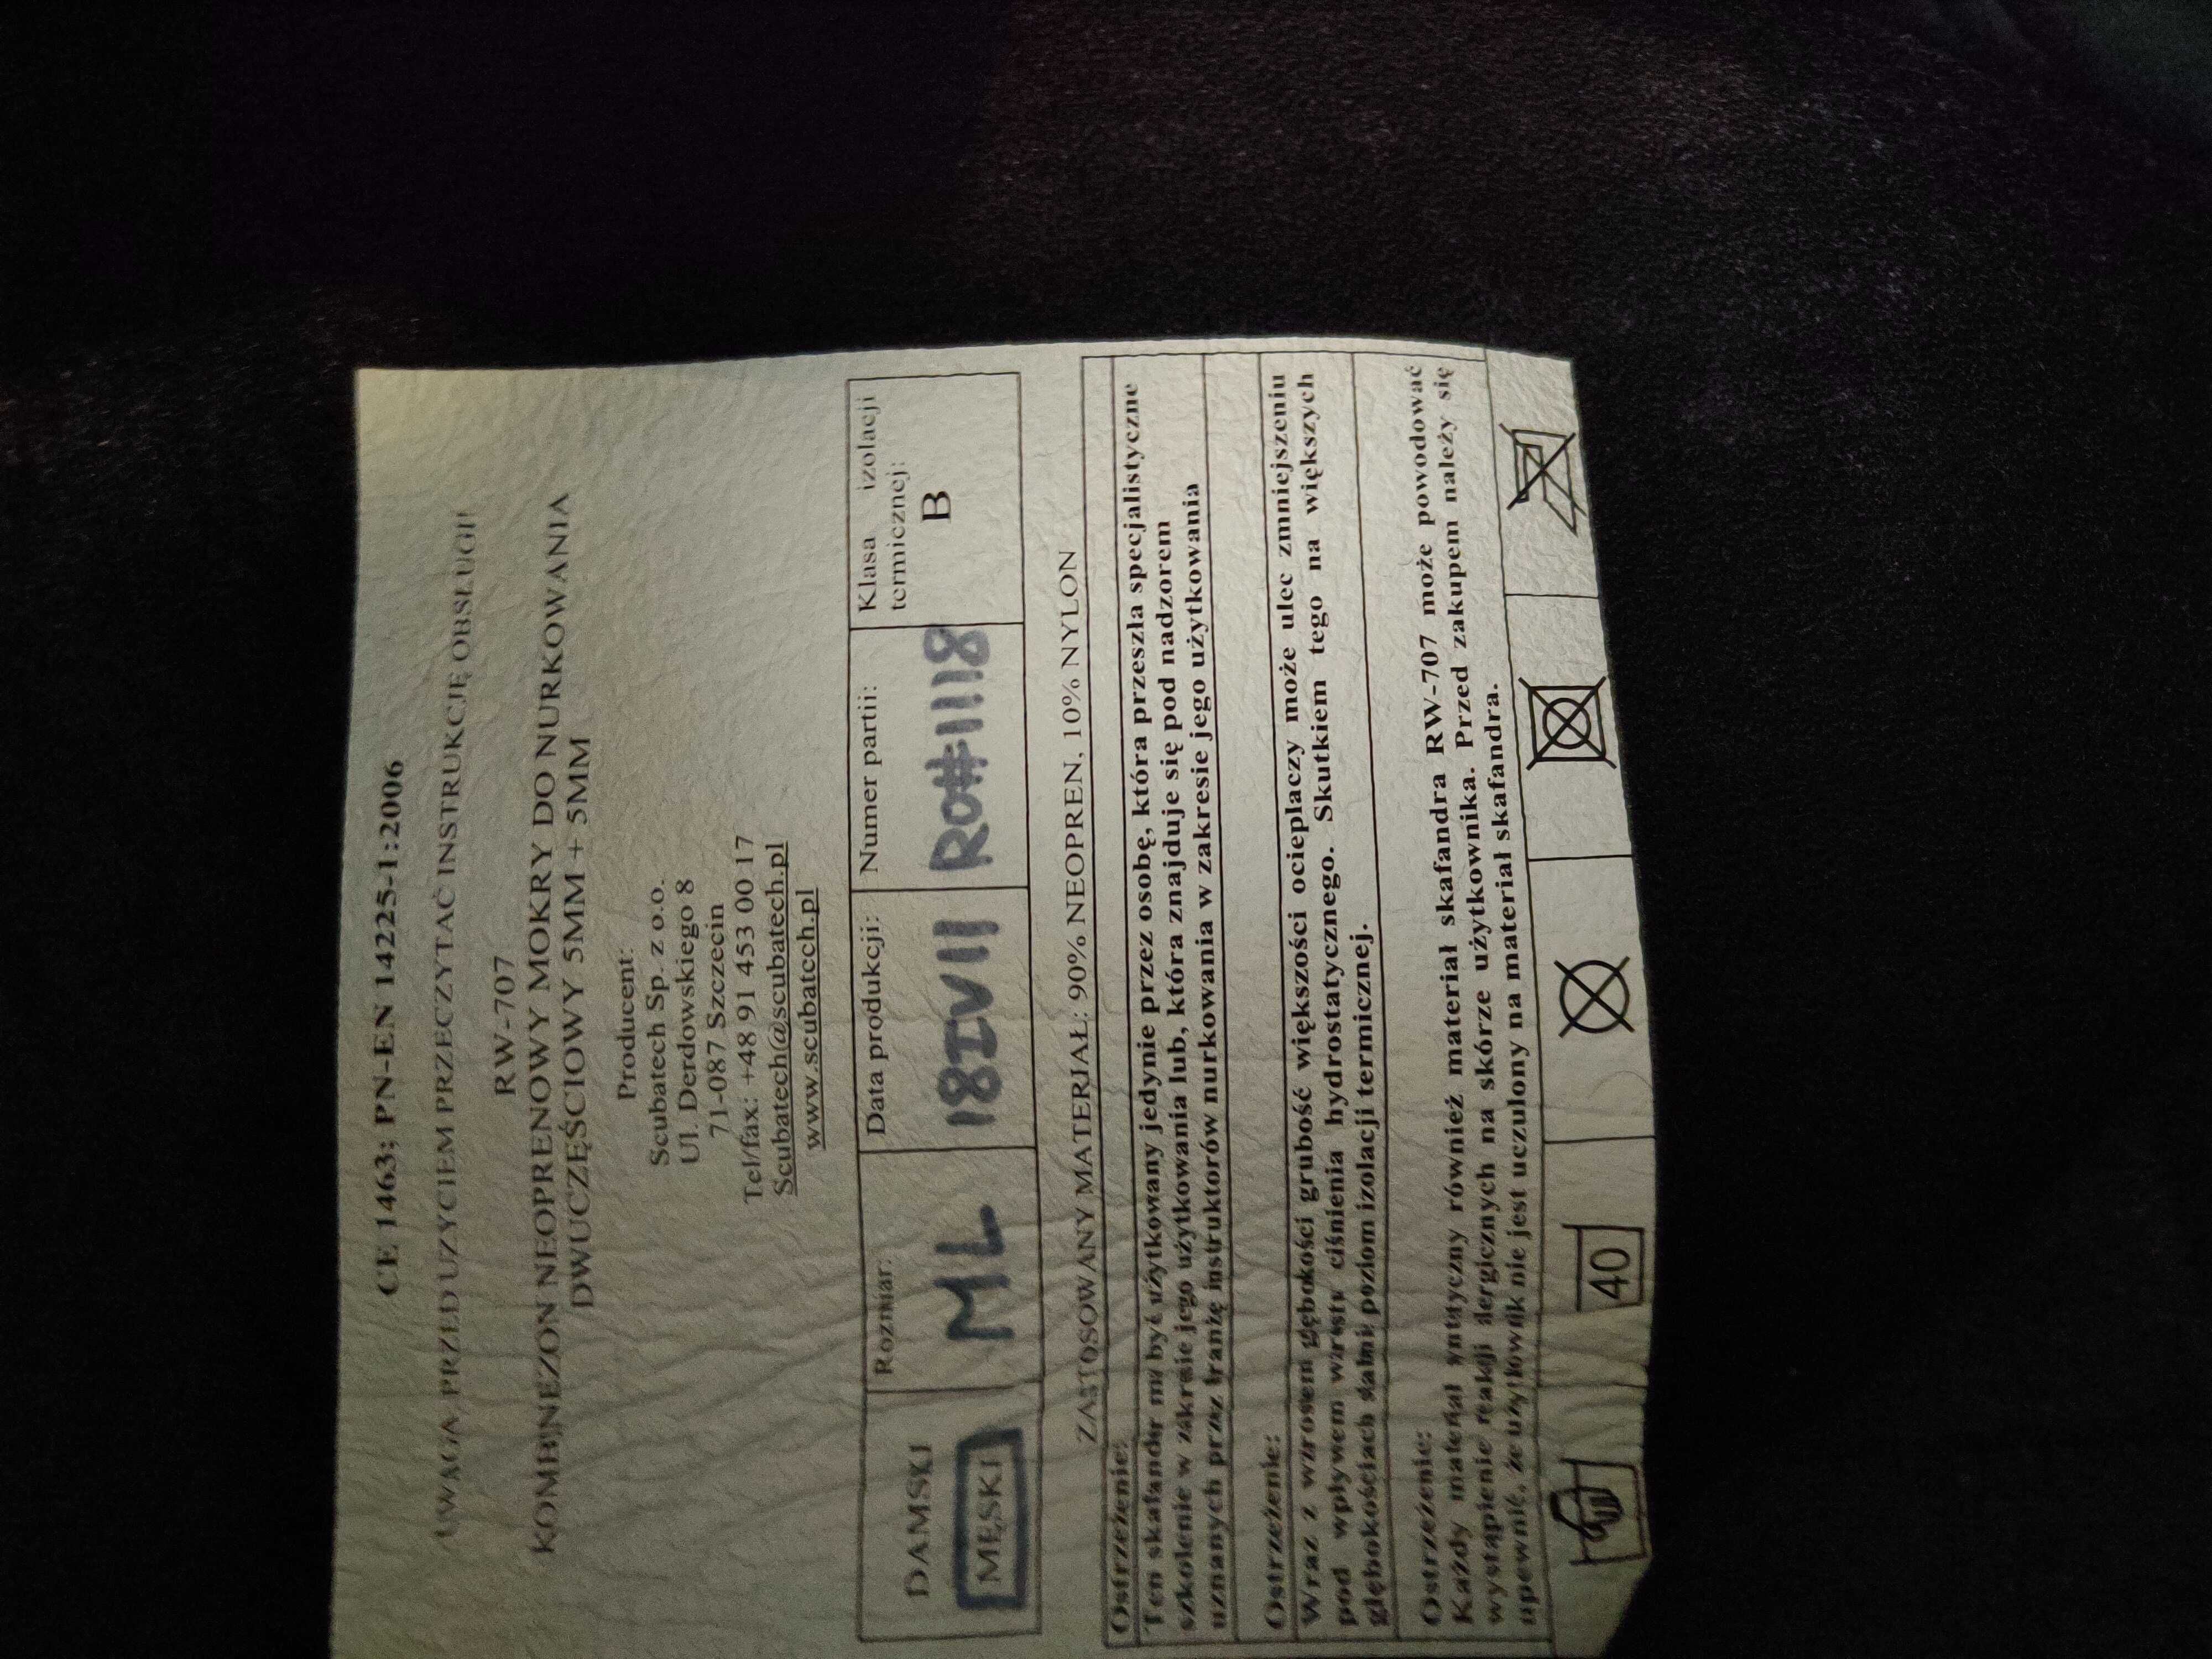 CE 1463; PN-EN 14225-1:2006
UWAGA, PRZED UŻYCIEM PRZECZYTAĆ INSTRUKCJĘ OBSŁUGI!
RW-707
KOMBINEZON NEOPRENOWY MOKRY DO NURKOWANIA
DWUCZĘŚCIOWY 5MM + 5MM
Producent:
Scubatech Sp. z o.o.
Ul. Derdowskiego 8
71-087 Szczecin
Tel/fax: +48 91 453 00 17
Scubatech@scubatech.pl
www.scubatech.pl
DAMSKI
MĘSKI
Rozmiar:
ML
Data produkcji:
18IVII
Numer partii:
RO#1118
Klasa izolacji
termicznej:
B
ZASTOSOWANY MATERIAŁ: 90% NEOPREN, 10% NYLON
Ostrzeżenie:
Ten skafander ma być użytkowany jedynie przez osobę, która przeszła specjalistyczne
szkolenie w zakresie jego użytkowania lub, która znajduje się pod nadzorem
uznanych przez branżę instruktorów nurkowania w zakresie jego użytkowania
Ostrzeżenie:
Wraz z wzrosem głębokości grubość większości ocieplaczy może ulec zmniejszeniu
pod wpływem wzrostu ciśnienia hydrostatycznego. Skutkiem tego na większych
głębokościach zmaleje poziom izolacji termicznej.
Ostrzeżenie:
Każdy materiał syntetyczny również materiał skafandra RW-707 może powodować
wystąpienie reakcji alergicznych na skórze użytkownika. Przed zakupem należy się
upewnić, że użytkownik nie jest uczulony na materiał skafandra.
40